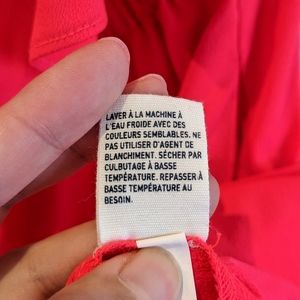 LAVER À LA MACHINE À
L'EAU FROIDE AVEC DES
COULEURS SEMBLABLES. NE
PAS UTILISER D'AGENT DE
BLANCHIMENT. SÉCHER PAR
CULBUTAGE À BASSE
TEMPÉRATURE. REPASSER À
BASSE TEMPÉRATURE AU
BESOIN.